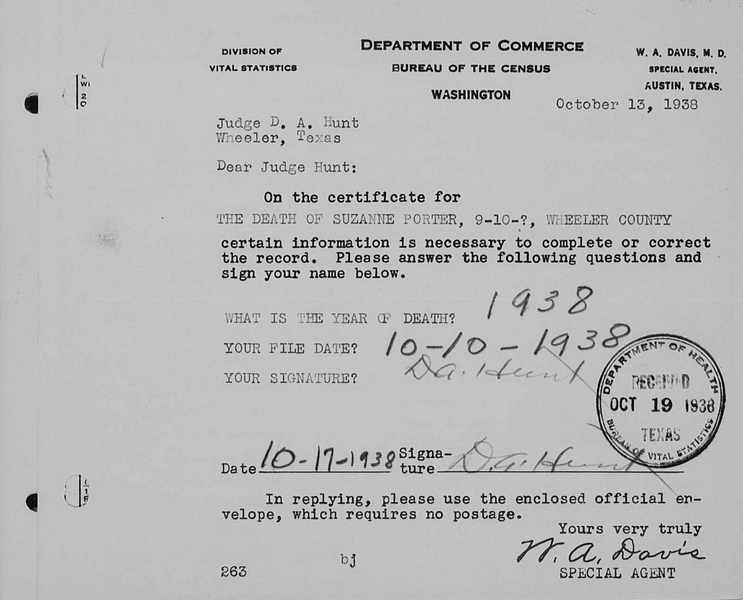 DIVISION OF
VITAL STATISTICS
DEPARTMENT OF COMMERCE
BUREAU OF THE CENSUS
WASHINGTON
W. A. DAVIS, M. D.
SPECIAL AGENT,
AUSTIN, TEXAS.
October 13, 1938
Judge D. A. Hunt
Wheeler, Texas
Dear Judge Hunt:
On the certificate for
THE DEATH OF SUZANNE PORTER, 9-10-?, WHEELER COUNTY
certain information is necessary to complete or correct
the record. Please answer the following questions and
sign your name below.
WHAT IS THE YEAR OF DEATH? 1938
YOUR FILE DATE? 10-10-1938
YOUR SIGNATURE? D.A. Hunt
DEPARTMENT OF HEALTH
RECEIVED
OCT 19 1938
TEXAS
BUREAU OF VITAL STATISTICS
Date 10-17-1938 Signa-
ture D.A. Hunt
In replying, please use the enclosed official en-
velope, which requires no postage.
Yours very truly
W. A. Davis
SPECIAL AGENT
bj
263